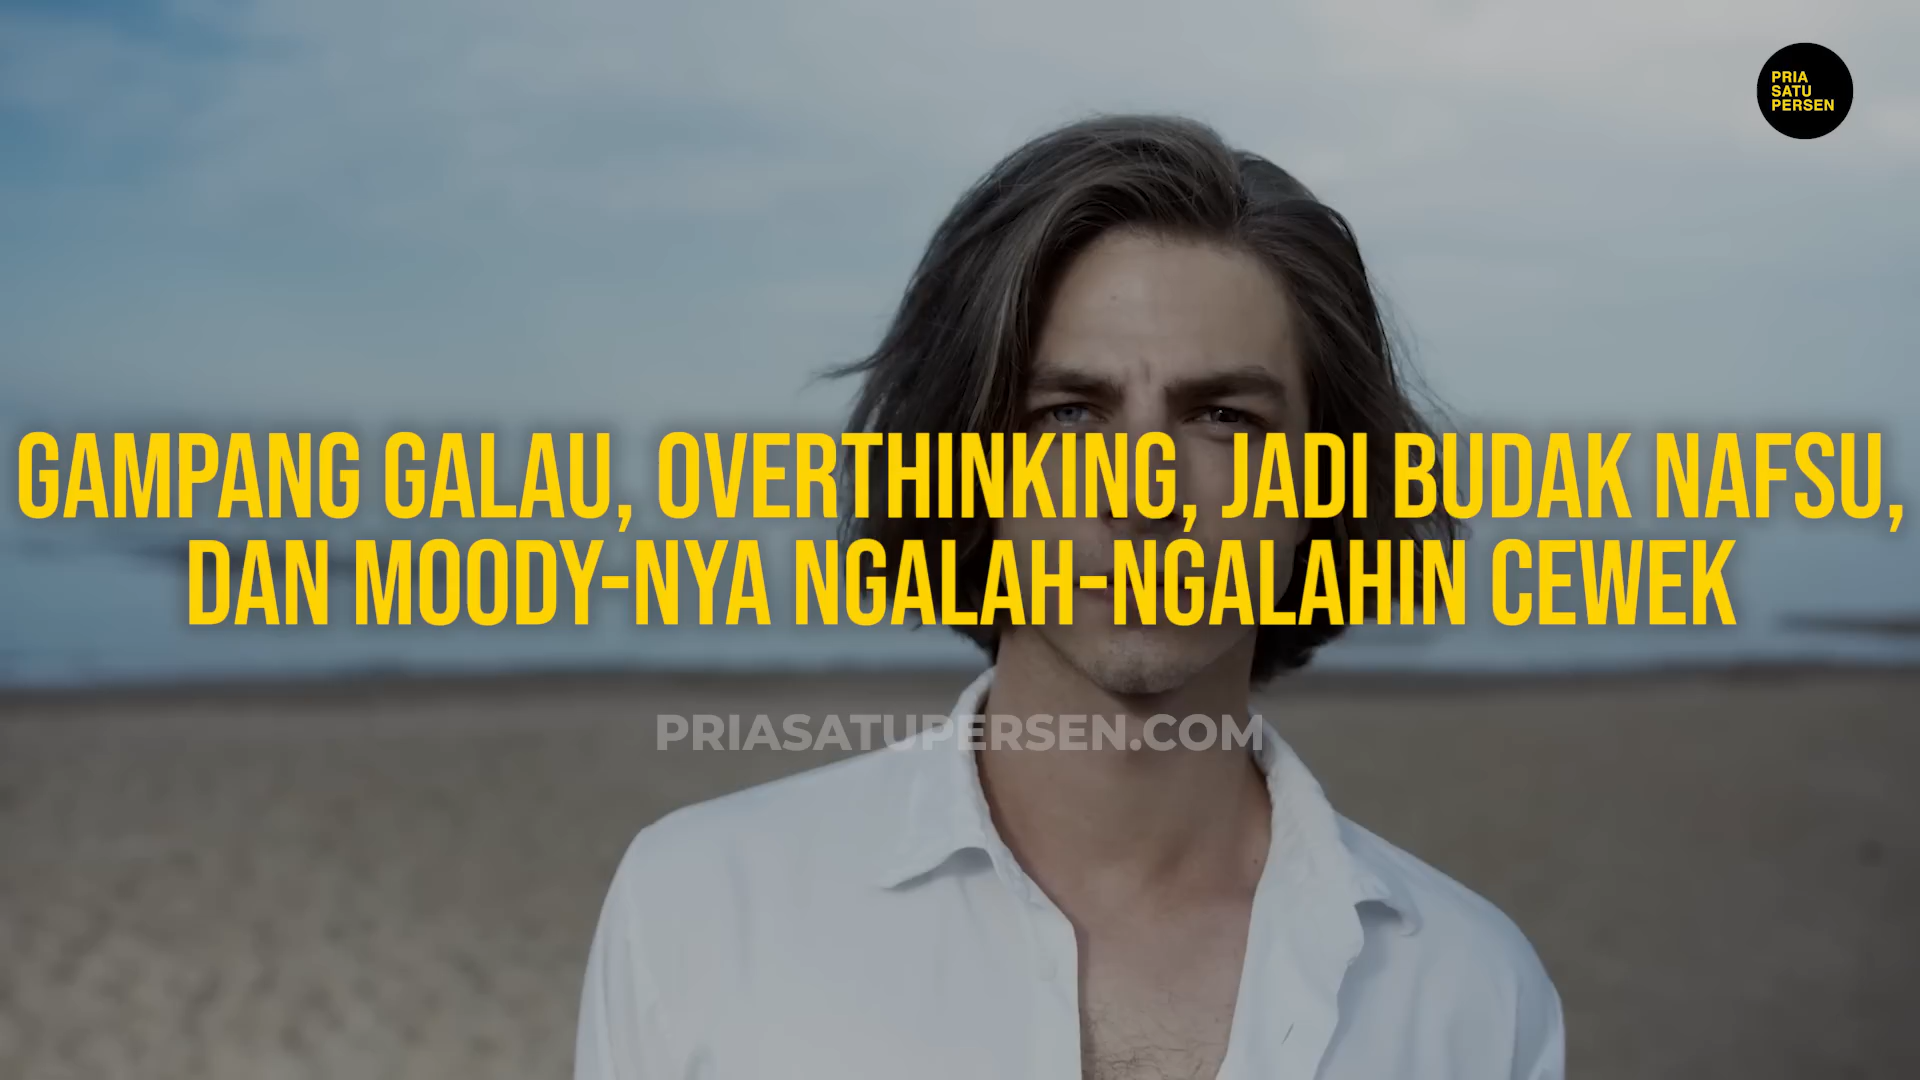 PRIA
SATU
PERSEN
GAMPANG GALAU, OVERTHINKING, JADI BUDAK NAFSU,
DAN MOODY-NYA NGALAH-NGALAHIN CEWEK
PRIASATUPERSEN.COM